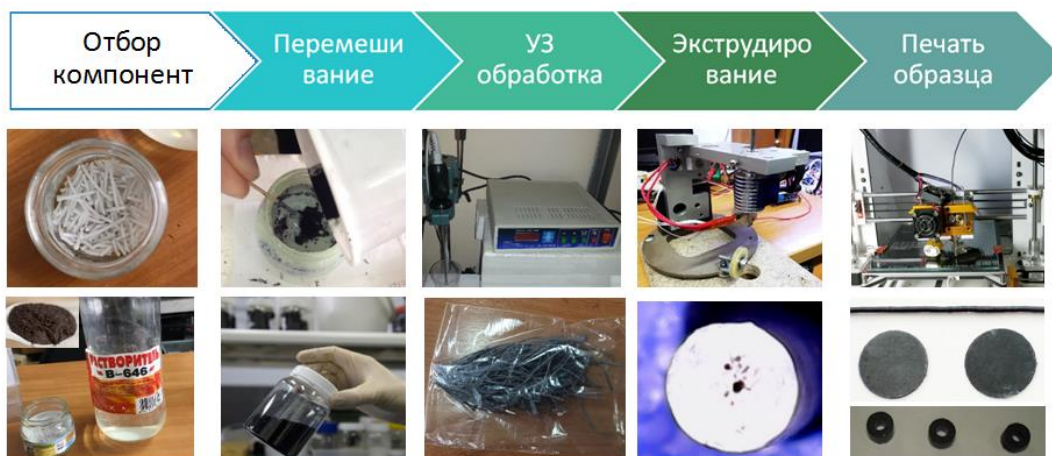 Отбор
компонент
Перемеши
вание
УЗ
обработка
Экструдиро
вание
Печать
образца
РАСТВОРИТЕЛЬ
В-646